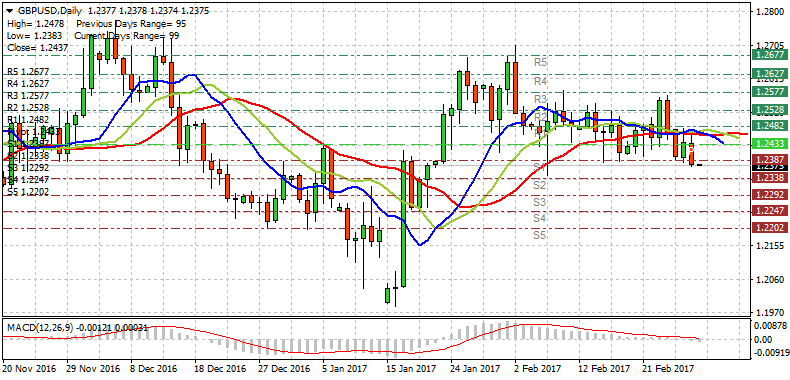 GBPUSD,Daily 1.2377 1.2378 1.2374 1.2375
High= 1.2478 Previous Days Range= 95
Low= 1.2383 Current Days Range= 99
Close= 1.2437
R5 1.2677
R4 1.2627
R3 1.2577
R2 1.2528
R1 1.2482
1.2433
S2 1.2338
S3 1.2292
S4 1.2247
S5 1.2202
R5
R4
R3
R2
S1
S2
S3
S4
S5
1.2800
1.2705
1.2677
1.2627
1.2577
1.2528
1.2482
1.2433
1.2387
1.2375
1.2338
1.2292
1.2247
1.2202
1.2155
1.2060
1.1970
MACD(12,26,9) -0.00121 0.00031
0.00878
0.00
-0.00919
20 Nov 2016 29 Nov 2016 8 Dec 2016 18 Dec 2016 27 Dec 2016 5 Jan 2017 15 Jan 2017 24 Jan 2017 2 Feb 2017 12 Feb 2017 21 Feb 2017